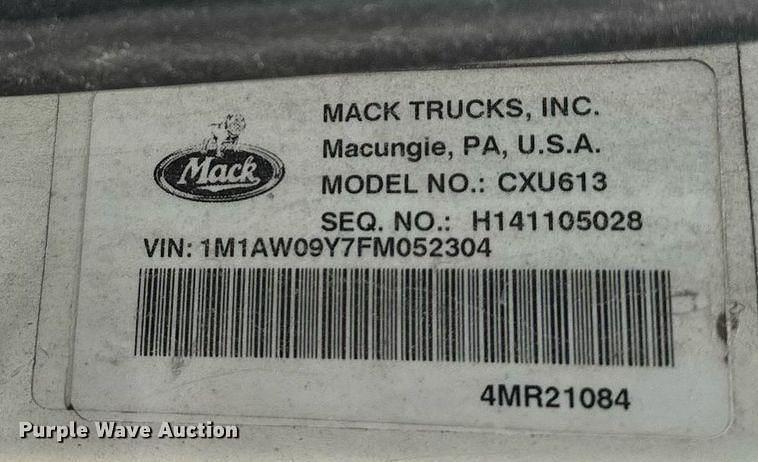 MACK TRUCKS, INC.
Macungie, PA, U.S.A.
Mack
MODEL NO.: CXU613
SEQ. NO.: H141105028
VIN: 1M1AW09Y7FM052304
4MR21084
Purple Wave Auction